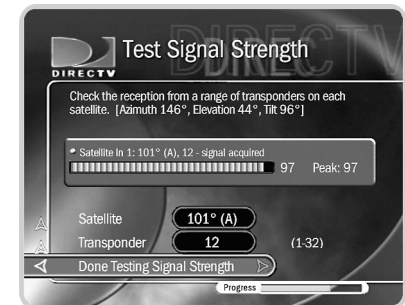 DIRECTV
Test Signal Strength
DIRECTV
Check the reception from a range of transponders on each
satellite. [Azimuth 146°, Elevation 44°, Tilt 96°]
• Satellite In 1: 101° (A), 12 - signal acquired
97 Peak: 97
Satellite 101° (A)
Transponder 12 (1-32)
Done Testing Signal Strength
Progress